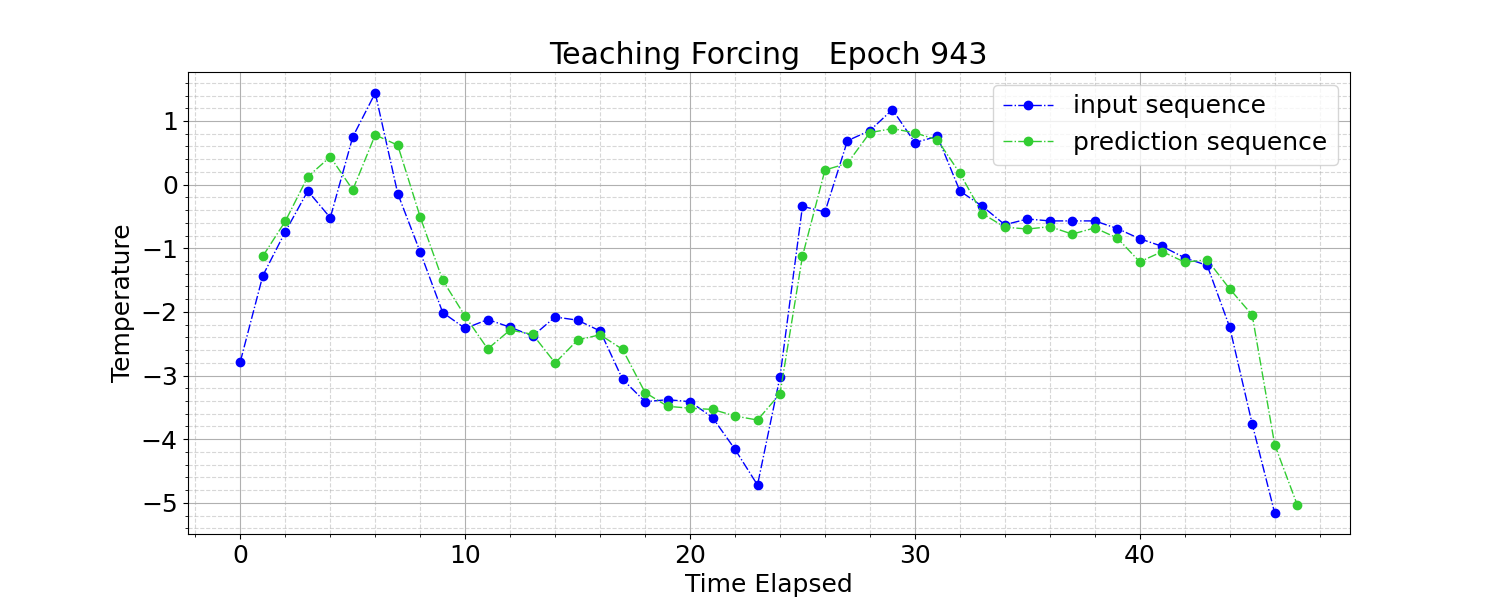 Teaching Forcing   Epoch 943
input sequence
prediction sequence
Temperature
1
0
−1
−2
−3
−4
−5
0 10 20 30 40
Time Elapsed